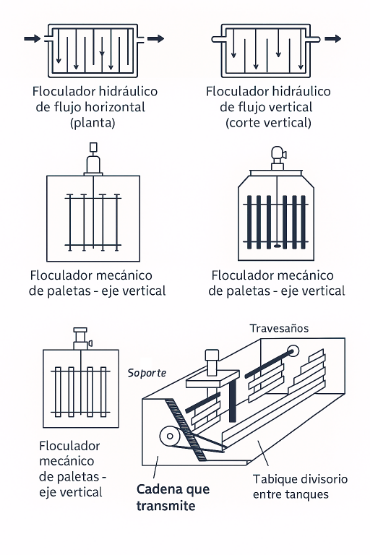 Floculador hidráulico
de flujo horizontal
(planta)
Floculador hidráulico
de flujo vertical
(corte vertical)
Floculador mecánico
de paletas - eje vertical
Floculador mecánico
de paletas - eje vertical
Floculador
mecánico
de paletas -
eje vertical
Travesaños
Soporte
Cadena que
transmite
Tabique divisorio
entre tanques